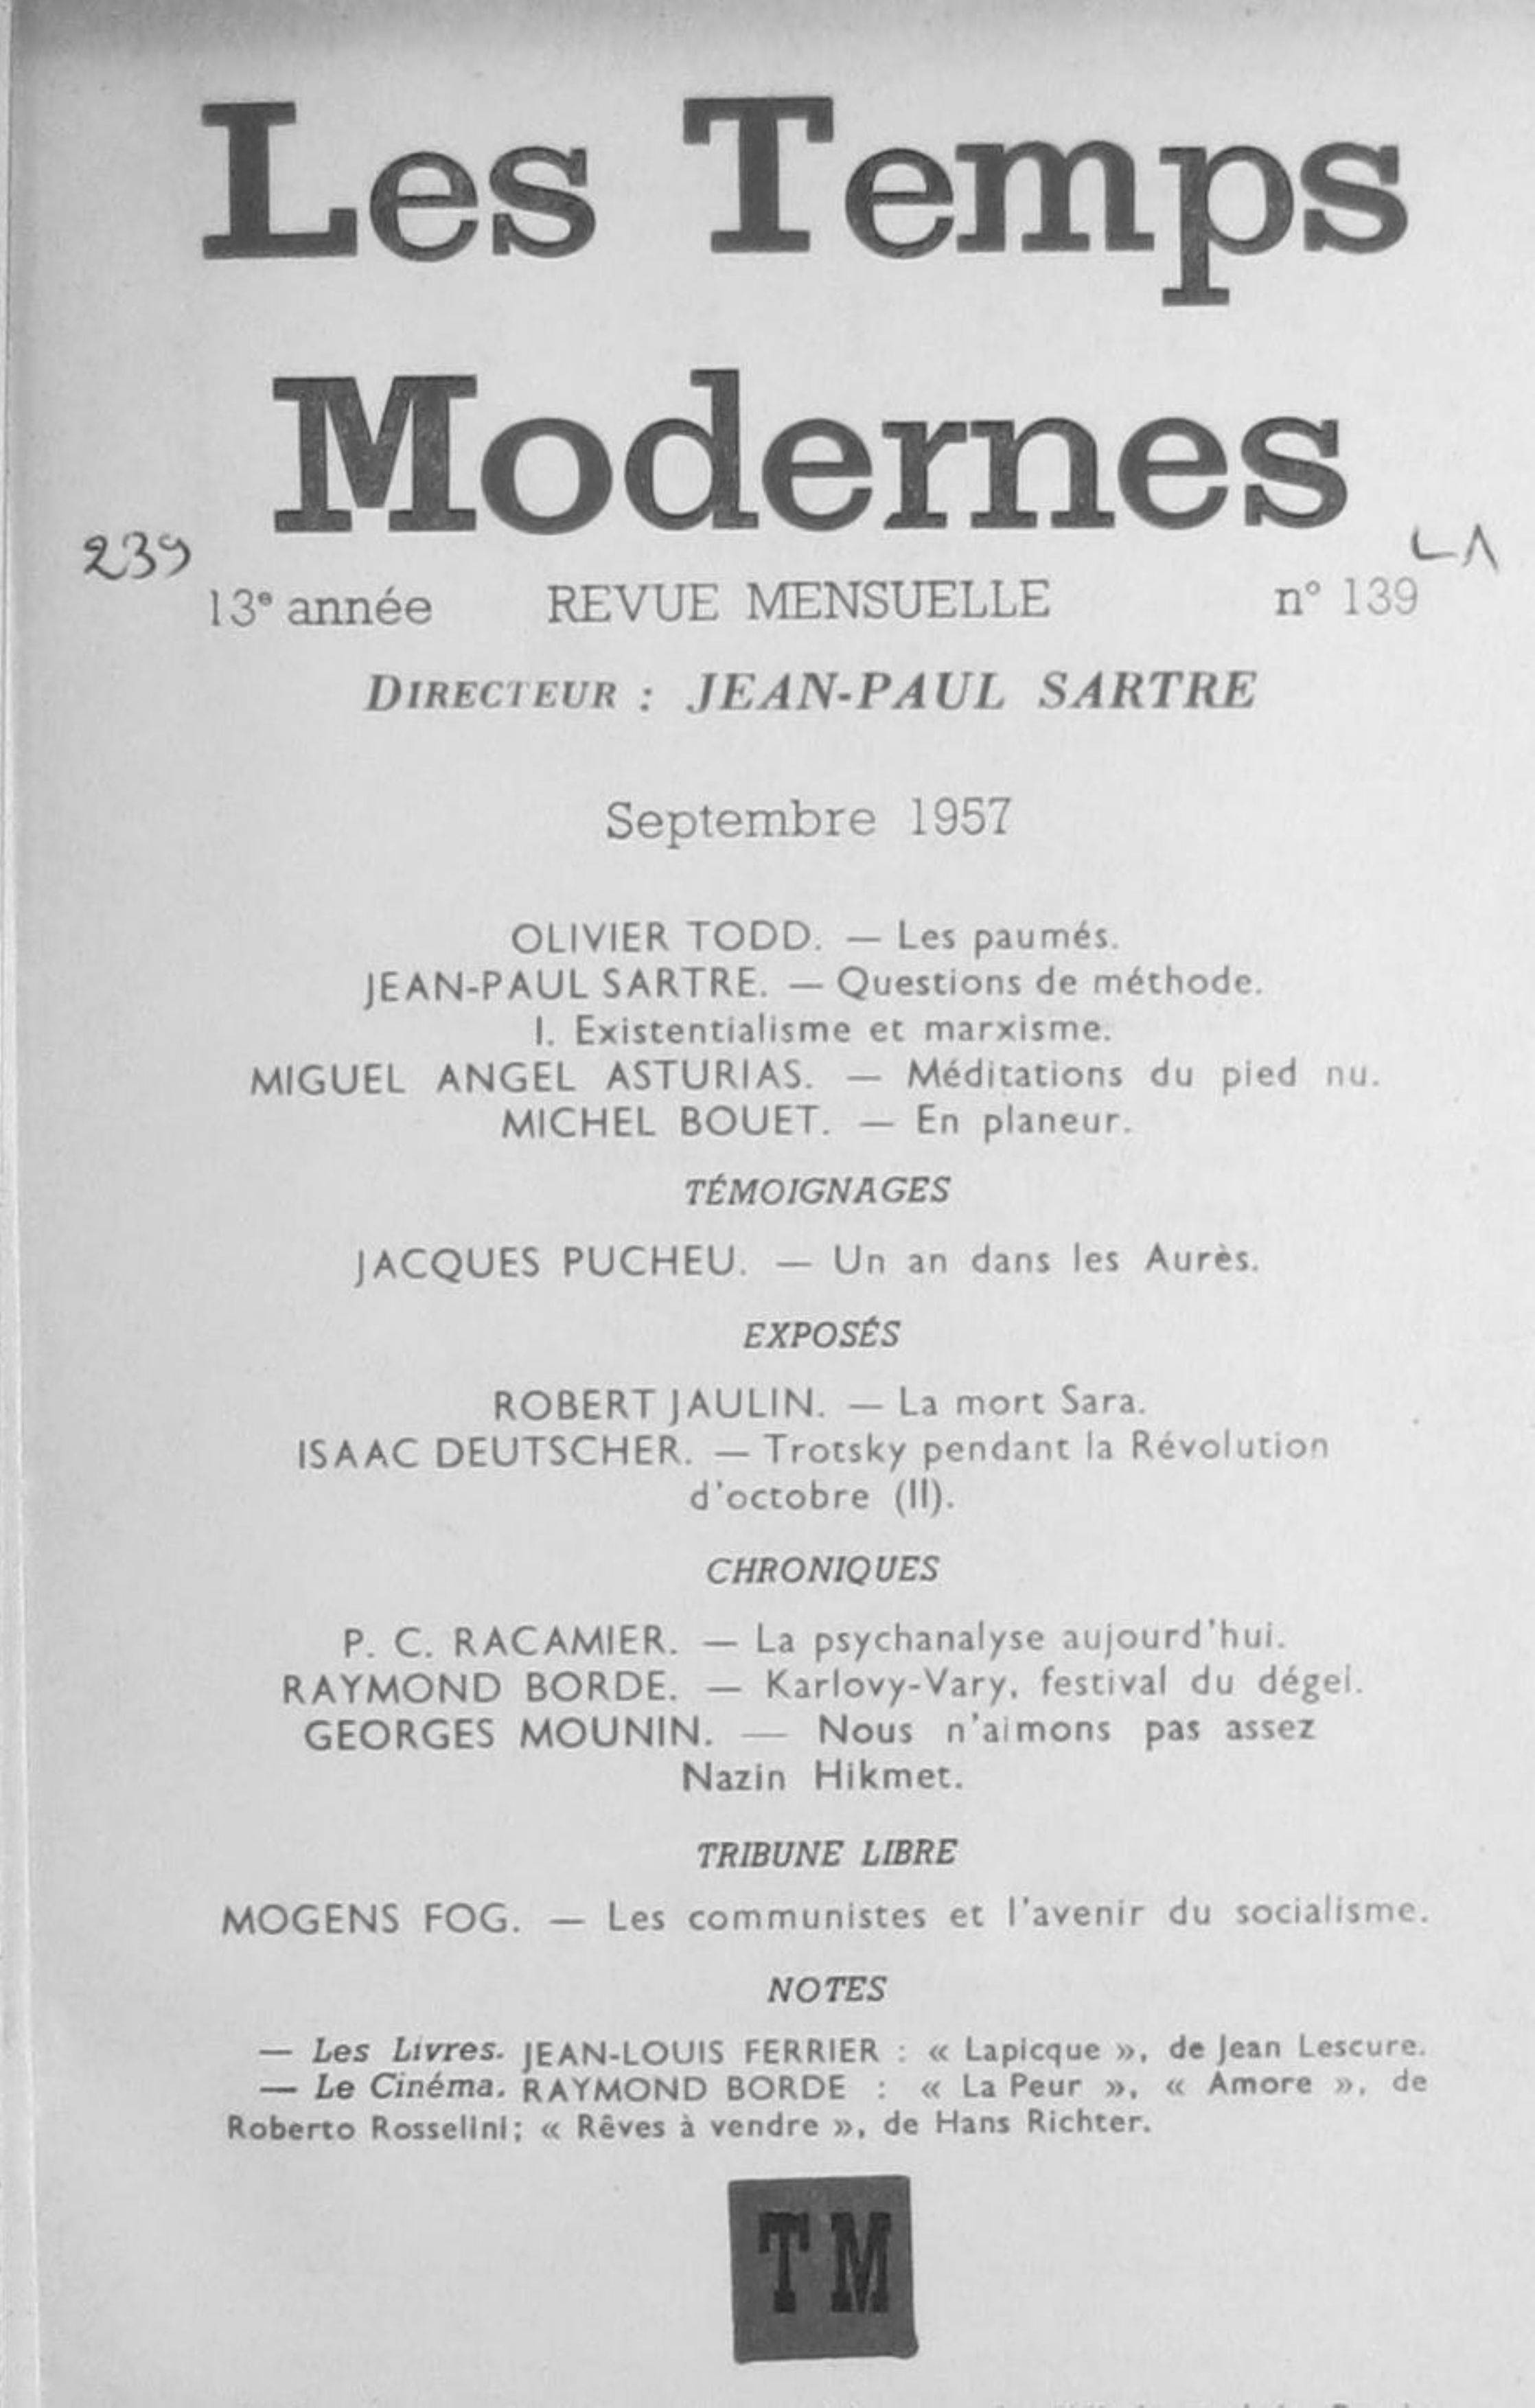 Les Temps
Modernes
239
LA
13e année REVUE MENSUELLE n° 139
DIRECTEUR : JEAN-PAUL SARTRE
Septembre 1957
OLIVIER TODD. — Les paumés.
JEAN-PAUL SARTRE. — Questions de méthode.
I. Existentialisme et marxisme.
MIGUEL ANGEL ASTURIAS. — Méditations du pied nu.
MICHEL BOUET. — En planeur.
TÉMOIGNAGES
JACQUES PUCHEU. — Un an dans les Aurès.
EXPOSÉS
ROBERT JAULIN. — La mort Sara.
ISAAC DEUTSCHER. — Trotsky pendant la Révolution
d'octobre (II).
CHRONIQUES
P. C. RACAMIER. — La psychanalyse aujourd'hui.
RAYMOND BORDE. — Karlovy-Vary, festival du dégel.
GEORGES MOUNIN. — Nous n'aimons pas assez
Nazin Hikmet.
TRIBUNE LIBRE
MOGENS FOG. — Les communistes et l'avenir du socialisme.
NOTES
— Les Livres. JEAN-LOUIS FERRIER : « Lapicque », de Jean Lescure.
— Le Cinéma. RAYMOND BORDE : « La Peur », « Amore », de
Roberto Rosselini; « Rêves à vendre », de Hans Richter.
TM